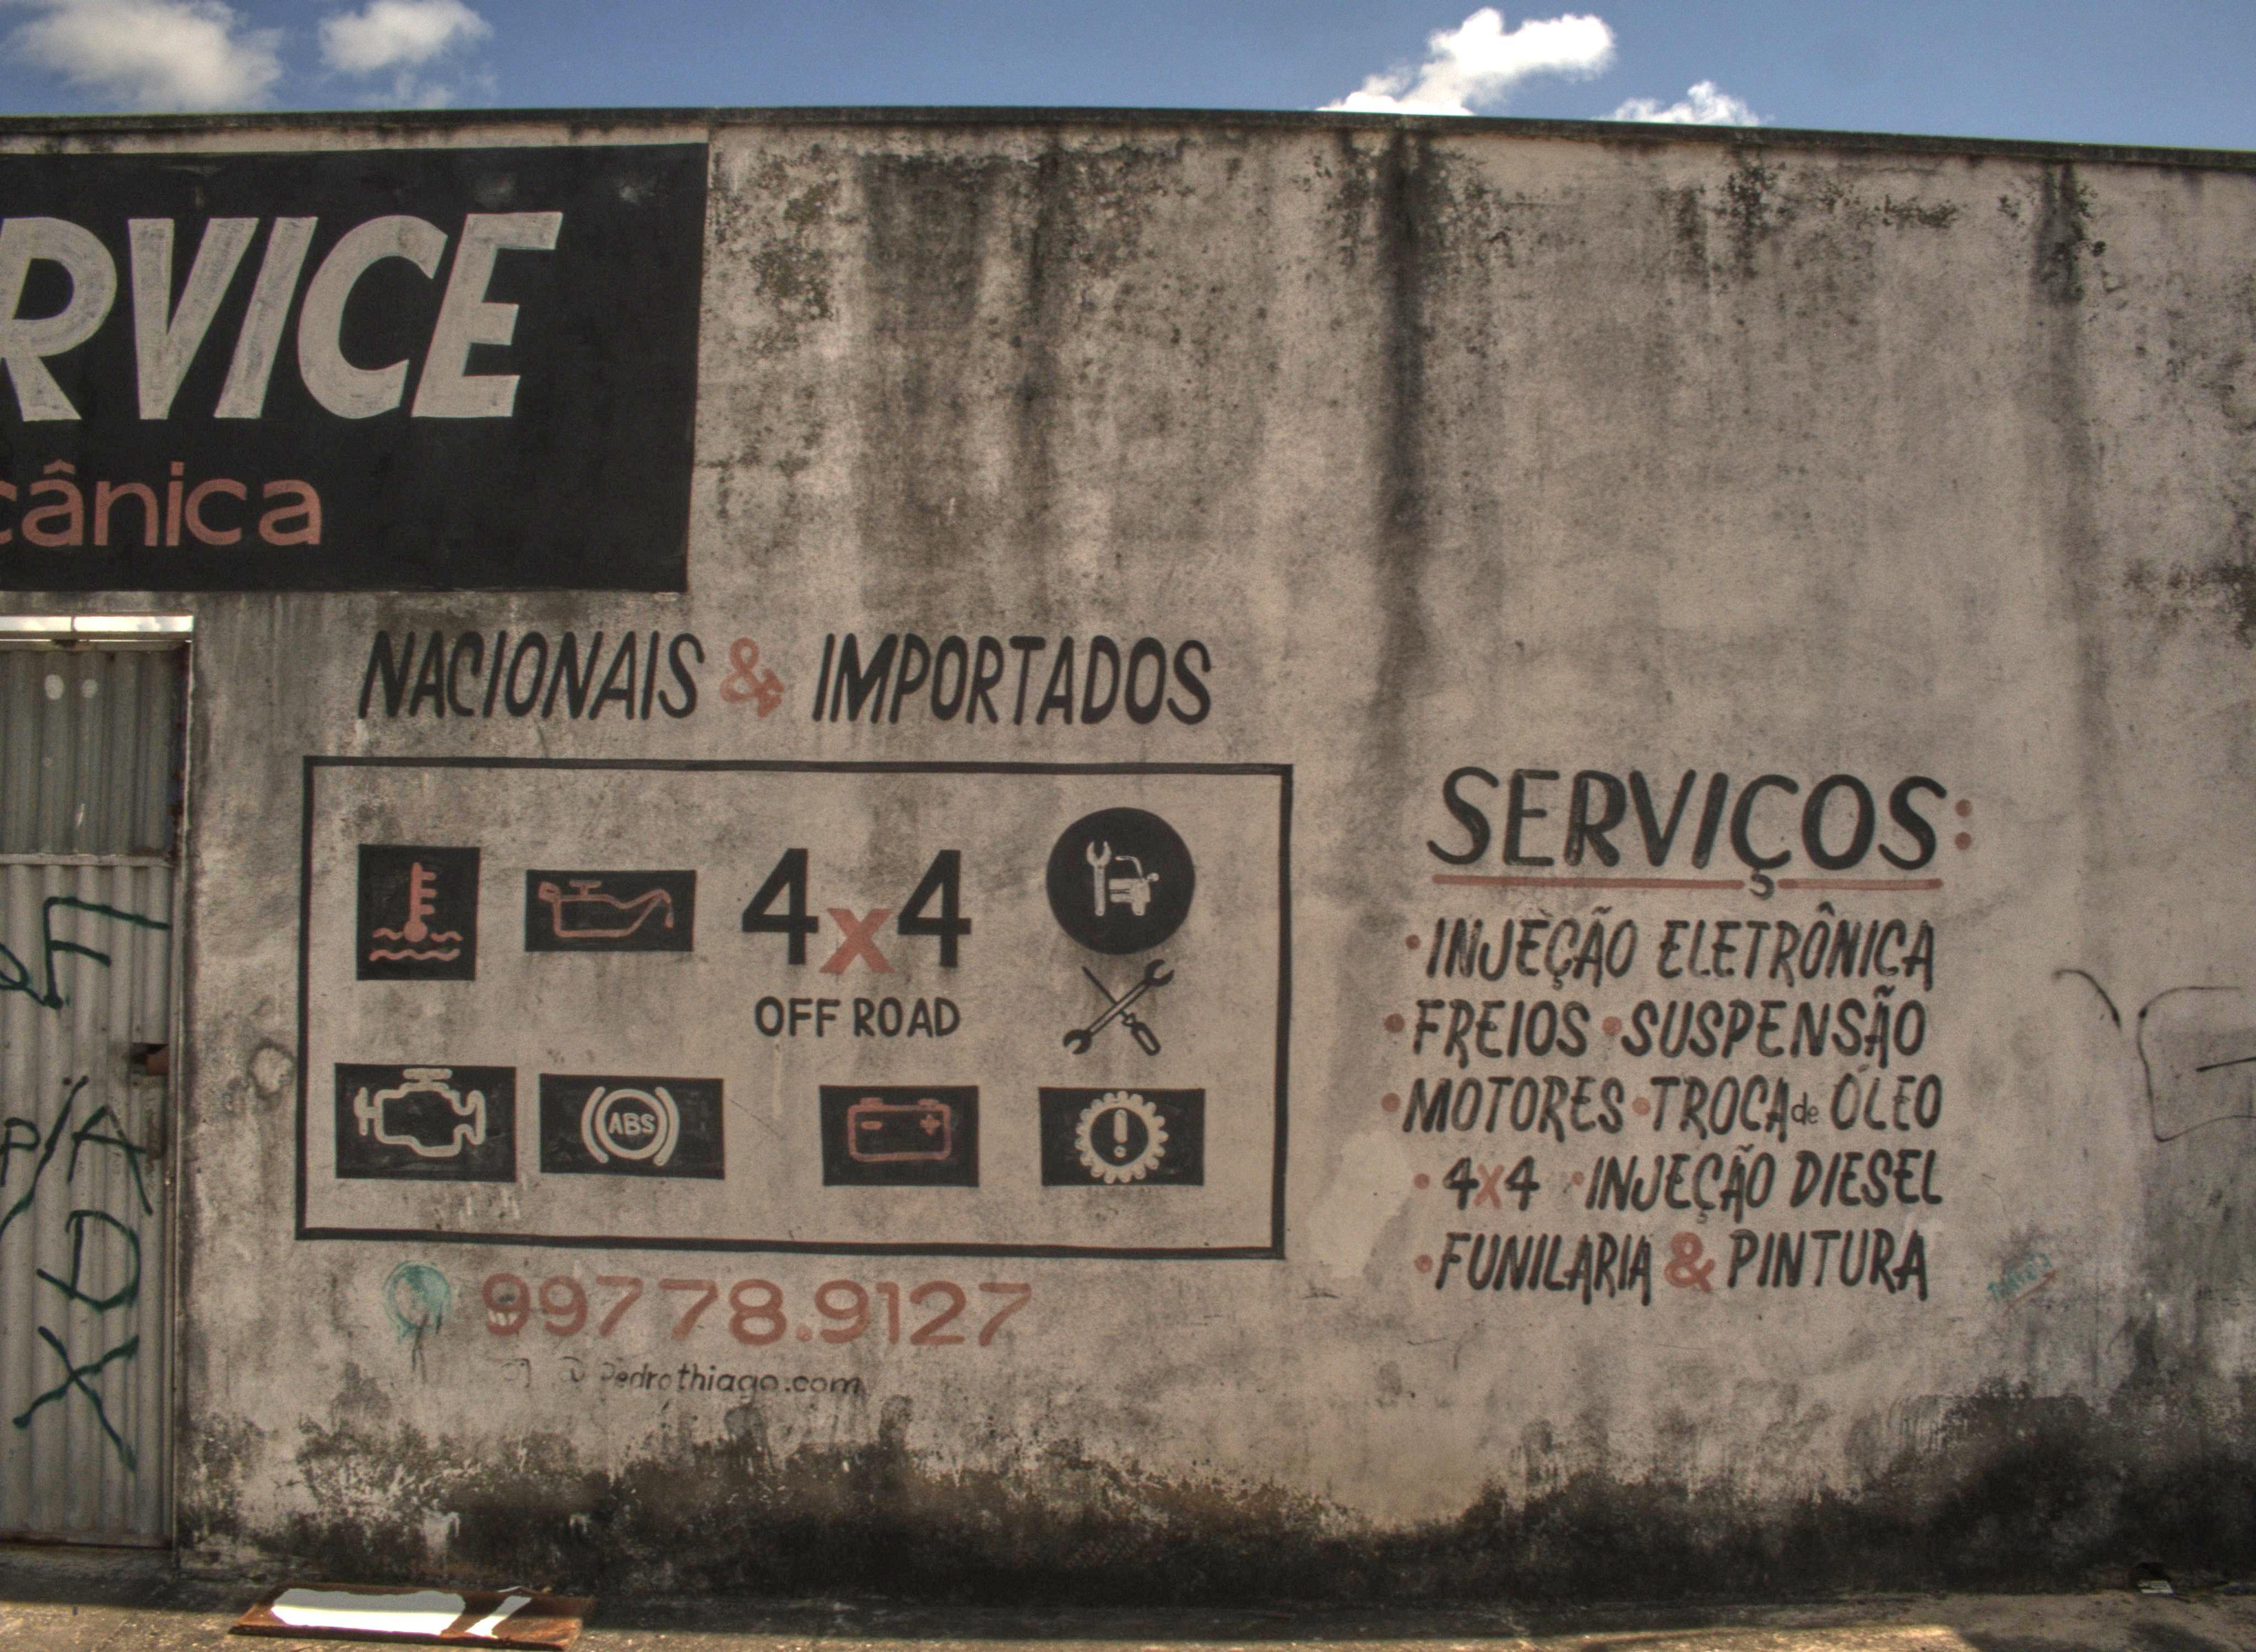 RVICE
cânica
NACIONAIS & IMPORTADOS
4x4
OFF ROAD
ABS
99778.9127
Pedrothiago.com
SERVIÇOS:
•INJEÇÃO ELETRÔNICA
•FREIOS •SUSPENSÃO
•MOTORES •TROCA de ÓLEO
•4x4 •INJEÇÃO DIESEL
•FUNILARIA & PINTURA